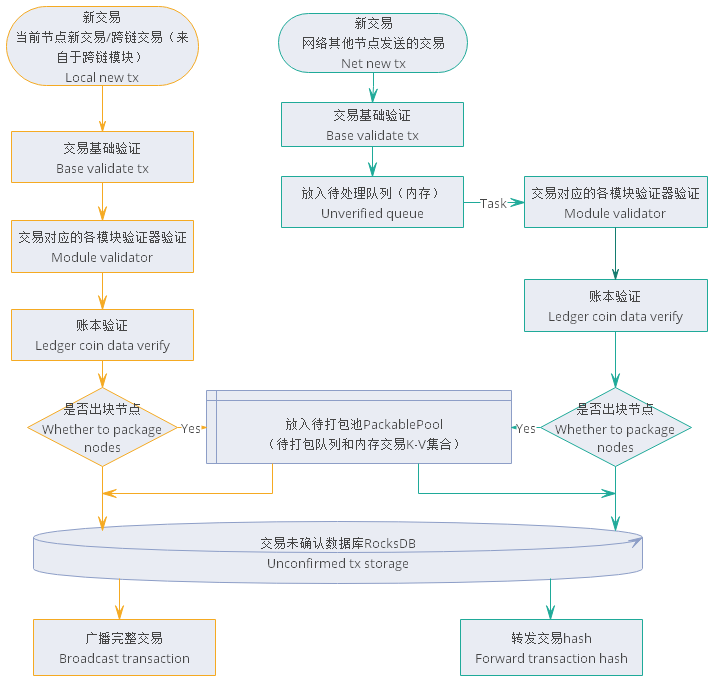 新交易
当前节点新交易/跨链交易（来
自于跨链模块）
Local new tx
新交易
网络其他节点发送的交易
Net new tx
交易基础验证
Base validate tx
交易基础验证
Base validate tx
放入待处理队列（内存）
Unverified queue
Task
交易对应的各模块验证器验证
Module validator
交易对应的各模块验证器验证
Module validator
账本验证
Ledger coin data verify
账本验证
Ledger coin data verify
是否出块节点
Whether to package
nodes
Yes
放入待打包池PackablePool
（待打包队列和内存交易K-V集合）
Yes
是否出块节点
Whether to package
nodes
交易未确认数据库RocksDB
Unconfirmed tx storage
广播完整交易
Broadcast transaction
转发交易hash
Forward transaction hash